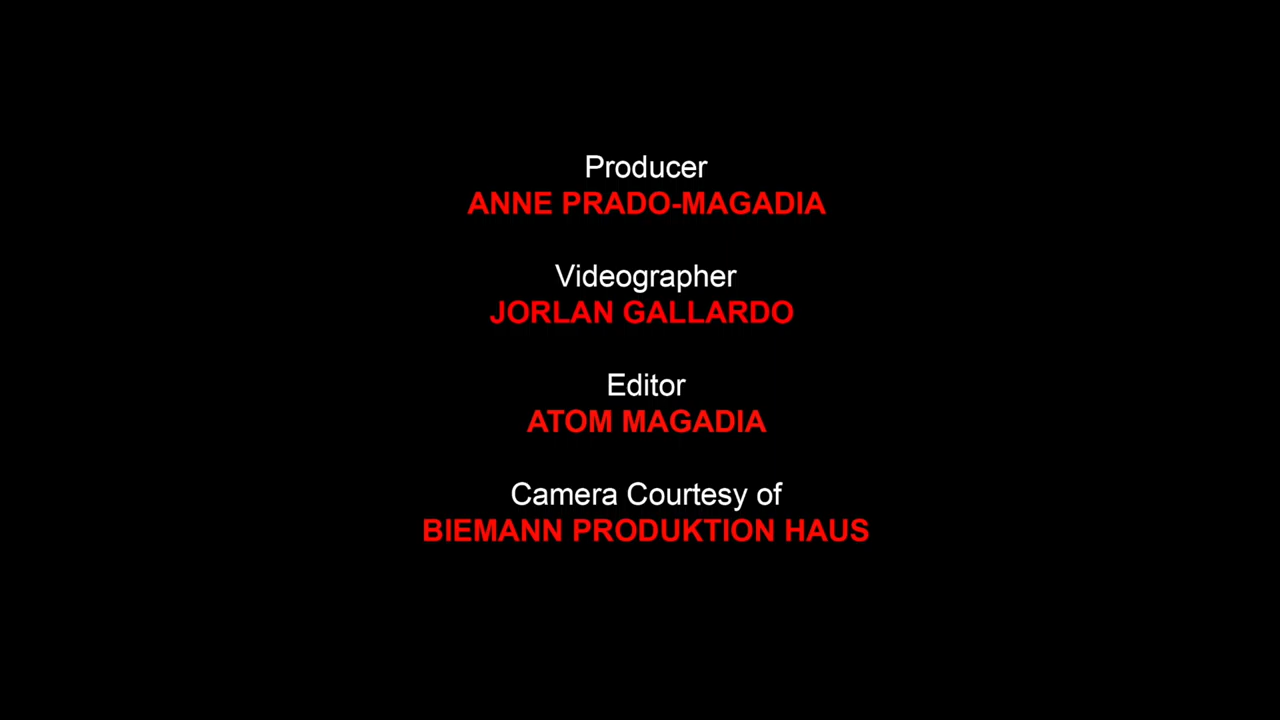 Producer
ANNE PRADO-MAGADIA
Videographer
JORLAN GALLARDO
Editor
ATOM MAGADIA
Camera Courtesy of
BIEMANN PRODUKTION HAUS